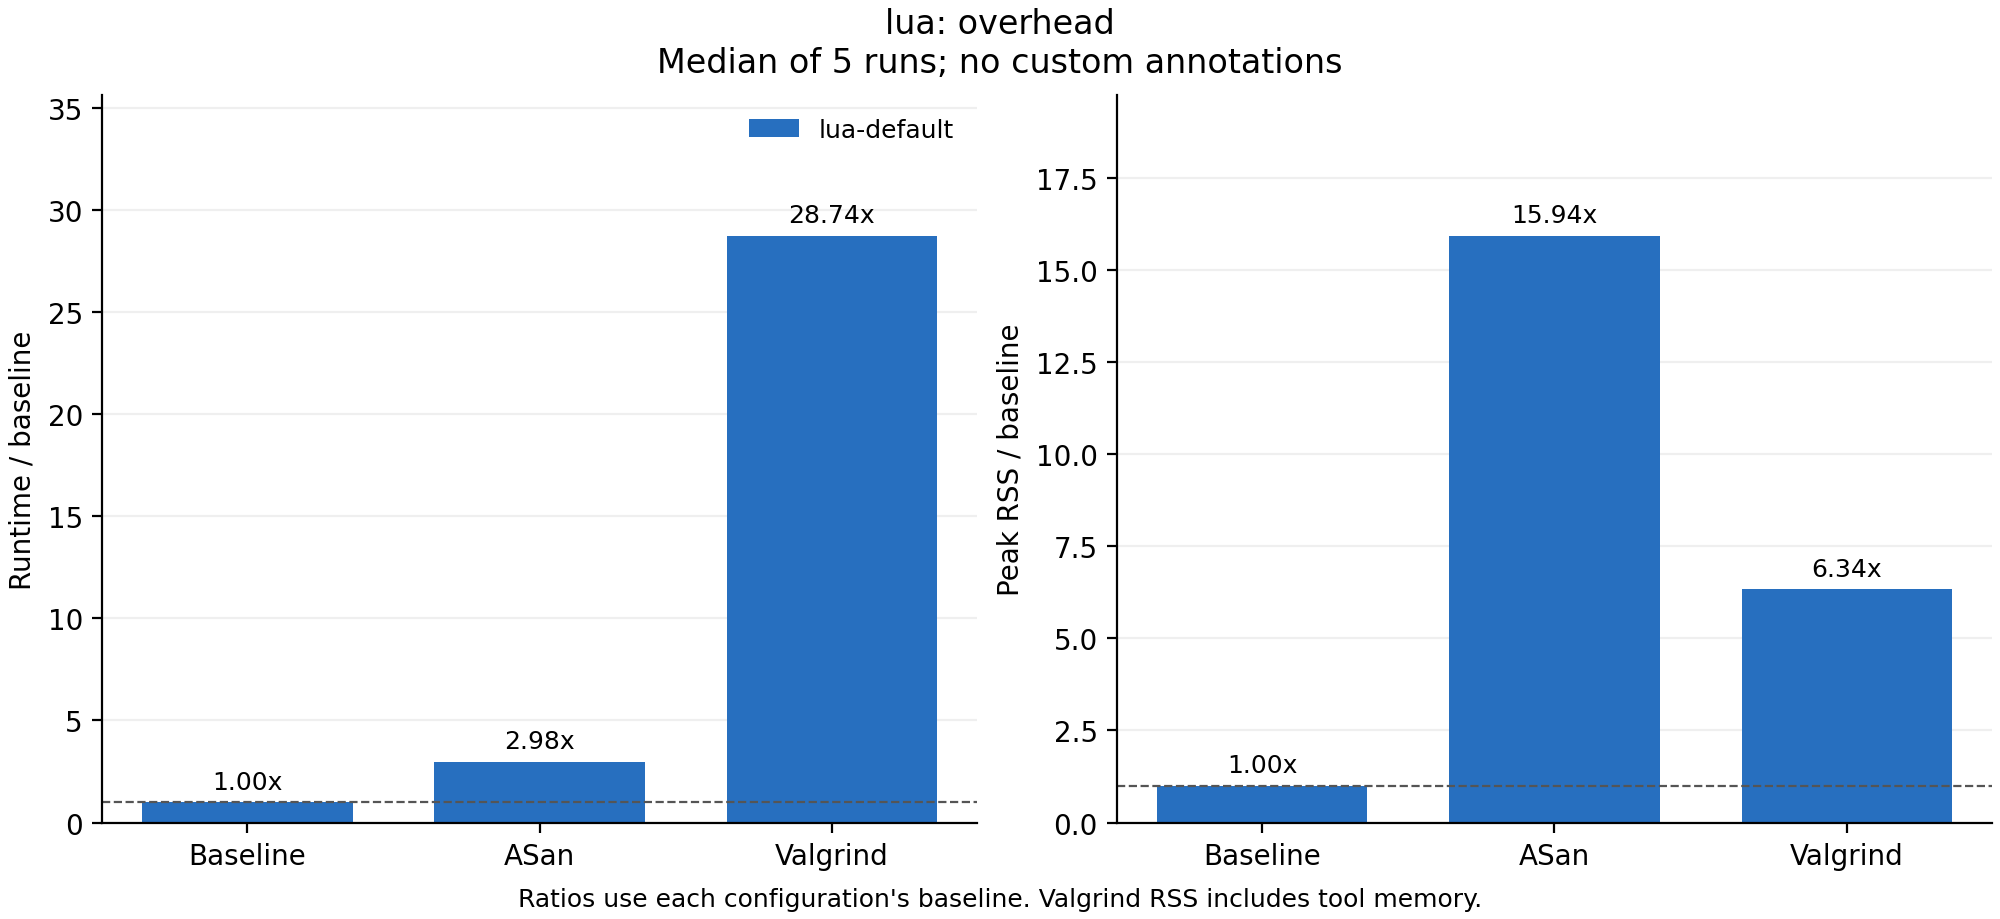 lua: overhead
Median of 5 runs; no custom annotations
Runtime / baseline
35
30
25
20
15
10
5
0
lua-default
1.00x
2.98x
28.74x
Baseline
ASan
Valgrind
Peak RSS / baseline
17.5
15.0
12.5
10.0
7.5
5.0
2.5
0.0
1.00x
15.94x
6.34x
Baseline
ASan
Valgrind
Ratios use each configuration's baseline. Valgrind RSS includes tool memory.